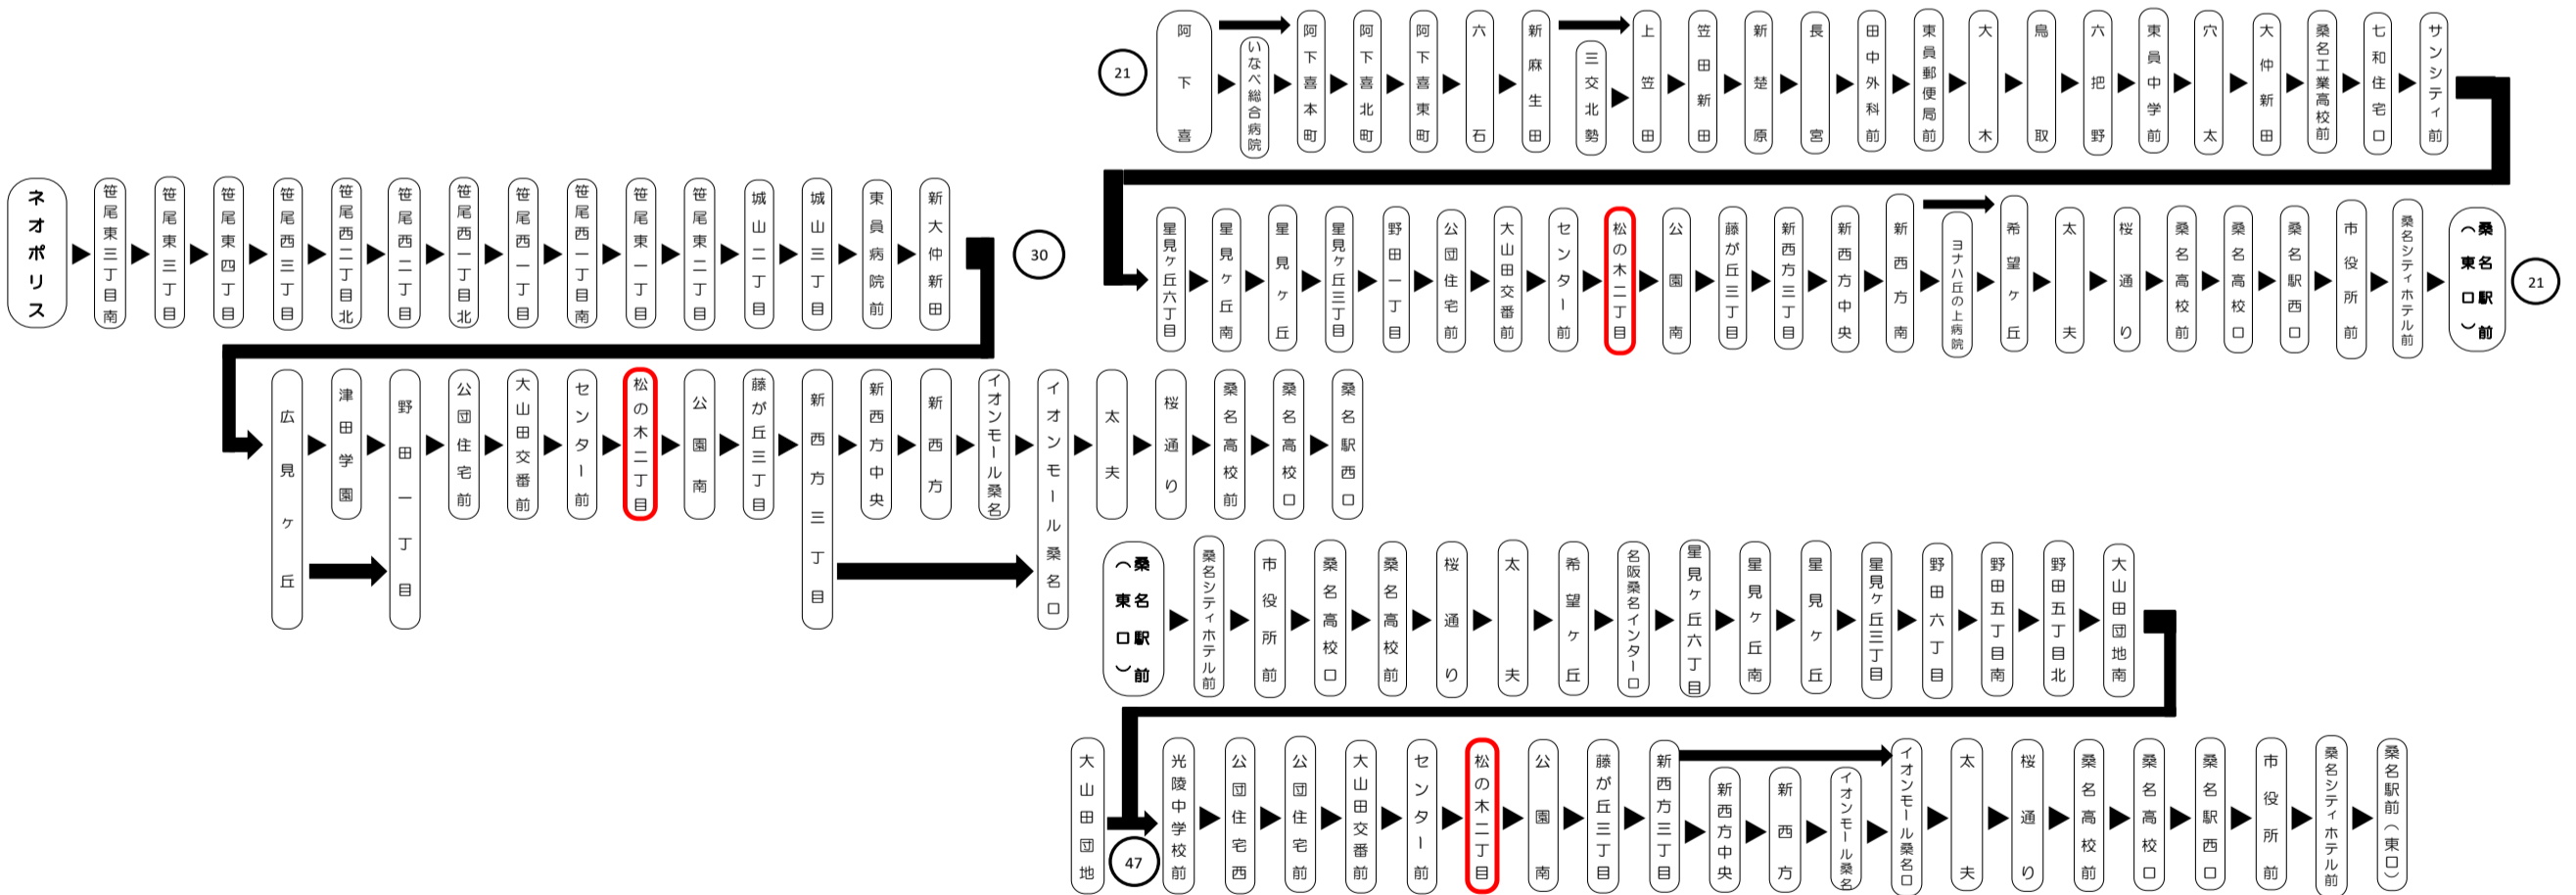 21
阿下喜
いなべ総合病院
阿下喜本町
阿下喜北町
阿下喜東町
六石
新麻生田
三交北勢
上笠田
笠田新田
新楚原
長宮
田中外科前
東員郵便局前
大木
鳥取
六把野
東員中学前
穴太
大仲新田
桑名工業高校前
七和住宅口
サンシティ前
星見ヶ丘六丁目
星見ヶ丘南
星見ヶ丘
星見ヶ丘三丁目
野田一丁目
公団住宅前
大山田交番前
センター前
松の木二丁目
公園南
藤が丘三丁目
新西方三丁目
新西方中央
新西方南
ヨナハ丘の上病院
希望ヶ丘
太夫
桜通り
桑名高校前
桑名高校口
桑名駅西口
市役所前
桑名シティホテル前
桑名駅前
（東口）
21
ネオポリス
笹尾東三丁目南
笹尾東三丁目
笹尾東四丁目
笹尾西三丁目
笹尾西二丁目北
笹尾西二丁目
笹尾西一丁目北
笹尾西一丁目
笹尾西一丁目南
笹尾東一丁目
笹尾東二丁目
城山二丁目
城山三丁目
東員病院前
新大仲新田
30
広見ヶ丘
津田学園
野田一丁目
公団住宅前
大山田交番前
センター前
松の木二丁目
公園南
藤が丘三丁目
新西方三丁目
新西方中央
新西方
イオンモール桑名
イオンモール桑名口
太夫
桜通り
桑名高校前
桑名高校口
桑名駅西口
桑名駅前
（東口）
桑名シティホテル前
市役所前
桑名高校口
桑名高校前
桜通り
太夫
希望ヶ丘
名阪桑名インター口
星見ヶ丘六丁目
星見ヶ丘南
星見ヶ丘
星見ヶ丘三丁目
野田六丁目
野田五丁目南
野田五丁目北
大山田団地南
大山田団地
47
光陵中学校前
公団住宅西
公団住宅前
大山田交番前
センター前
松の木二丁目
公園南
藤が丘三丁目
新西方三丁目
新西方中央
新西方
イオンモール桑名
イオンモール桑名口
太夫
桜通り
桑名高校前
桑名高校口
桑名駅西口
市役所前
桑名シティホテル前
桑名駅前（東口）